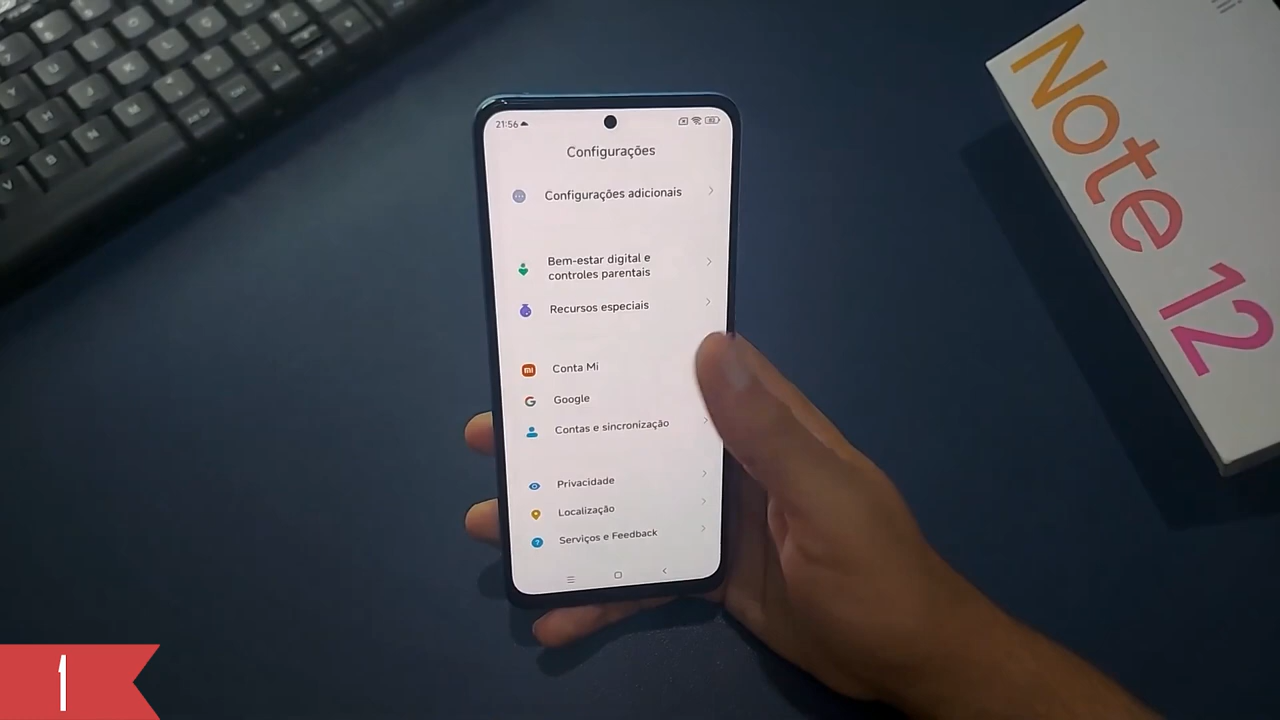 21:56
Configurações
Configurações adicionais
Bem-estar digital e
controles parentais
Recursos especiais
mi
Conta Mi
G
Google
Contas e sincronização
Privacidade
Localização
?
Serviços e Feedback
Note 12
1